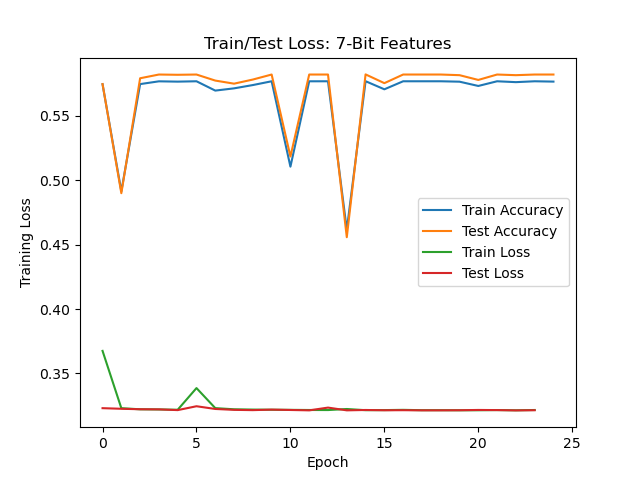 Train/Test Loss: 7-Bit Features
Training Loss
0.55
0.50
0.45
0.40
0.35
Train Accuracy
Test Accuracy
Train Loss
Test Loss
0
5
10
15
20
25
Epoch